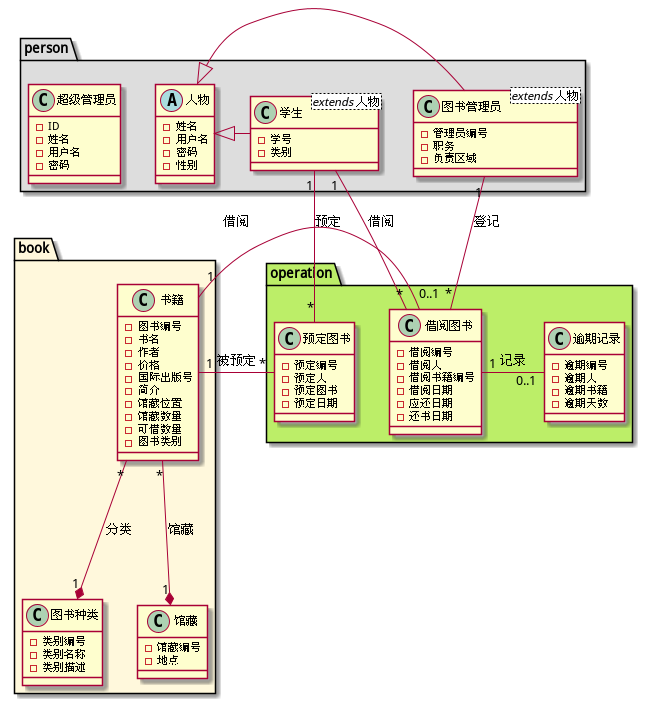 person
C 超级管理员
ID
姓名
用户名
密码
A 人物
姓名
用户名
密码
性别
C 学生
extends 人物
学号
类别
C 图书管理员
extends 人物
管理员编号
职务
负责区域
1
1
1
借阅
预定
借阅
登记
book
1
C 书籍
图书编号
书名
作者
价格
国际出版号
简介
馆藏位置
馆藏数量
可借数量
图书类别
1 被预定 *
operation
*
*
0..1
*
C 预定图书
预定编号
预定人
预定图书
预定日期
C 借阅图书
借阅编号
借阅人
借阅书籍编号
借阅日期
应还日期
还书日期
1 记录 0..1
C 逾期记录
逾期编号
逾期人
逾期书籍
逾期天数
*
*
分类
馆藏
1
1
C 图书种类
类别编号
类别名称
类别描述
C 馆藏
馆藏编号
地点